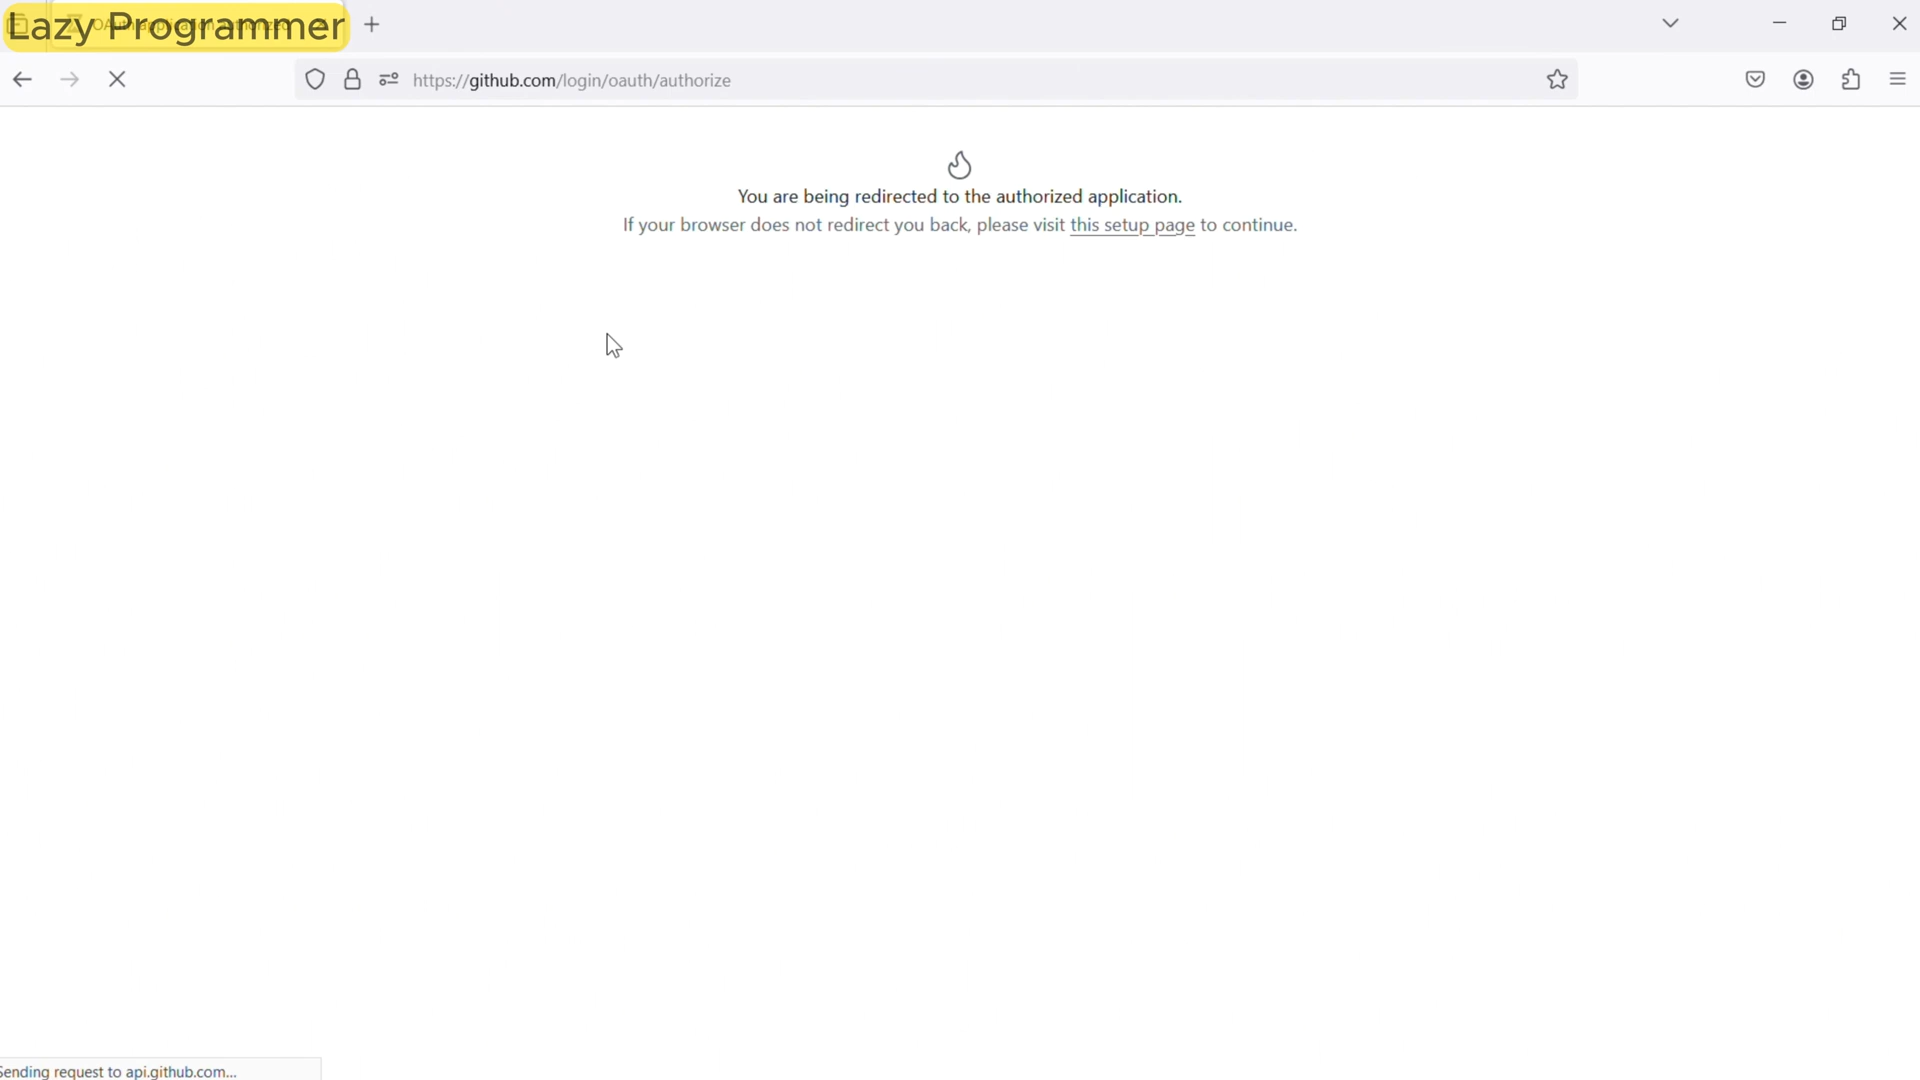 Lazy Programmer
https://github.com/login/oauth/authorize
You are being redirected to the authorized application.
If your browser does not redirect you back, please visit this setup page to continue.
Sending request to api.github.com...